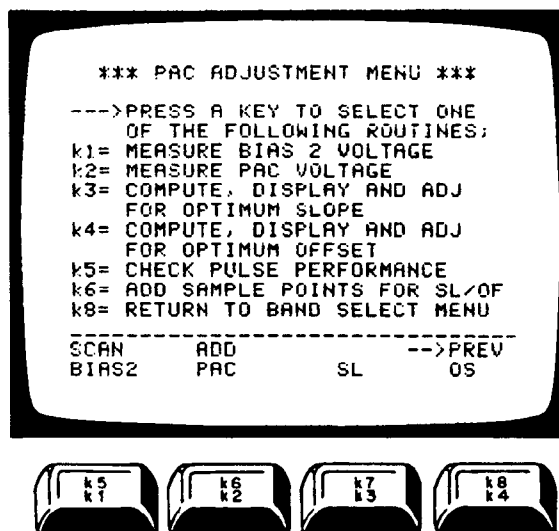 *** PAC ADJUSTMENT MENU ***
--->PRESS A KEY TO SELECT ONE
OF THE FOLLOWING ROUTINES;
k1= MEASURE BIAS 2 VOLTAGE
k2= MEASURE PAC VOLTAGE
k3= COMPUTE, DISPLAY AND ADJ
FOR OPTIMUM SLOPE
k4= COMPUTE, DISPLAY AND ADJ
FOR OPTIMUM OFFSET
k5= CHECK PULSE PERFORMANCE
k6= ADD SAMPLE POINTS FOR SL/OF
k8= RETURN TO BAND SELECT MENU
SCAN ADD -->PREV
BIAS2 PAC SL OS
k5 k6 k7 k8
k1 k2 k3 k4